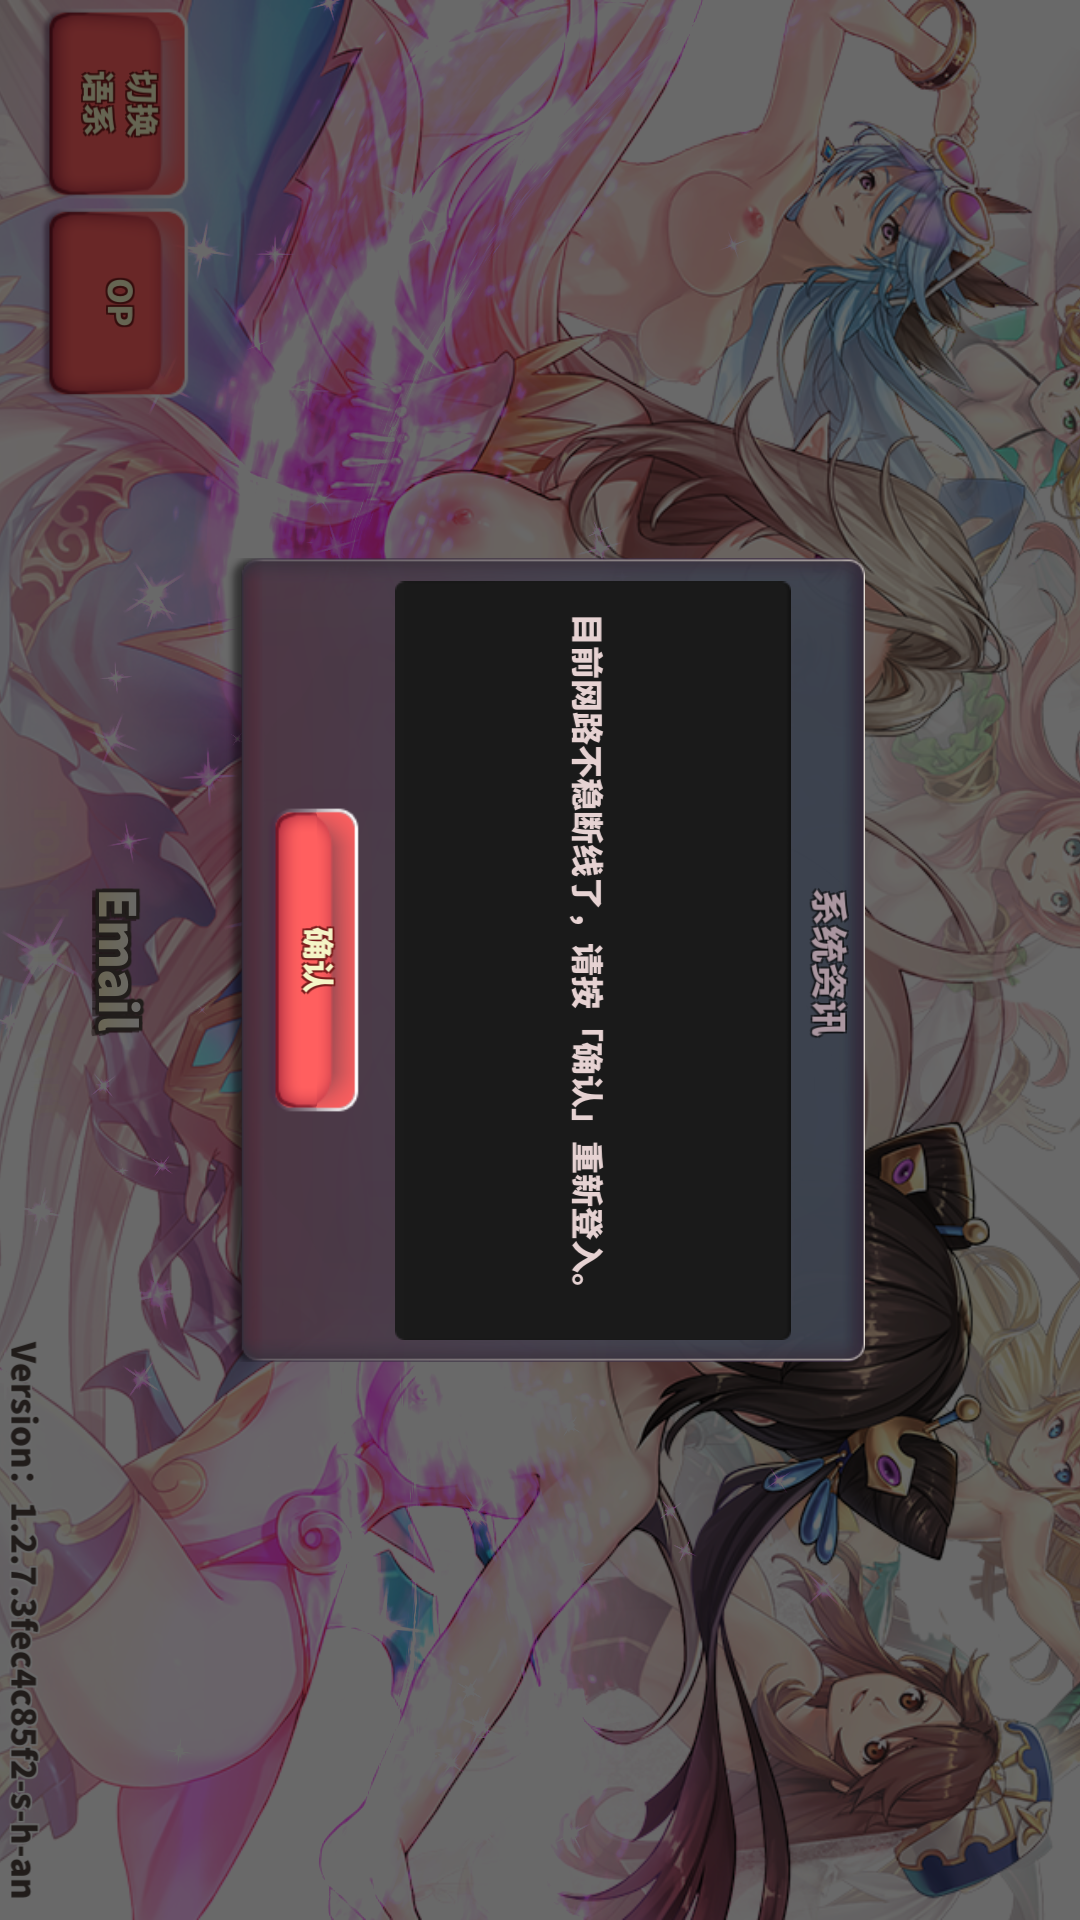 系统资讯
目前网路不稳断线了，请按「确认」重新登入。
确认
切换
语系
OP
Email
Version: 1.2.7.3fec4c85f2-s-h-an